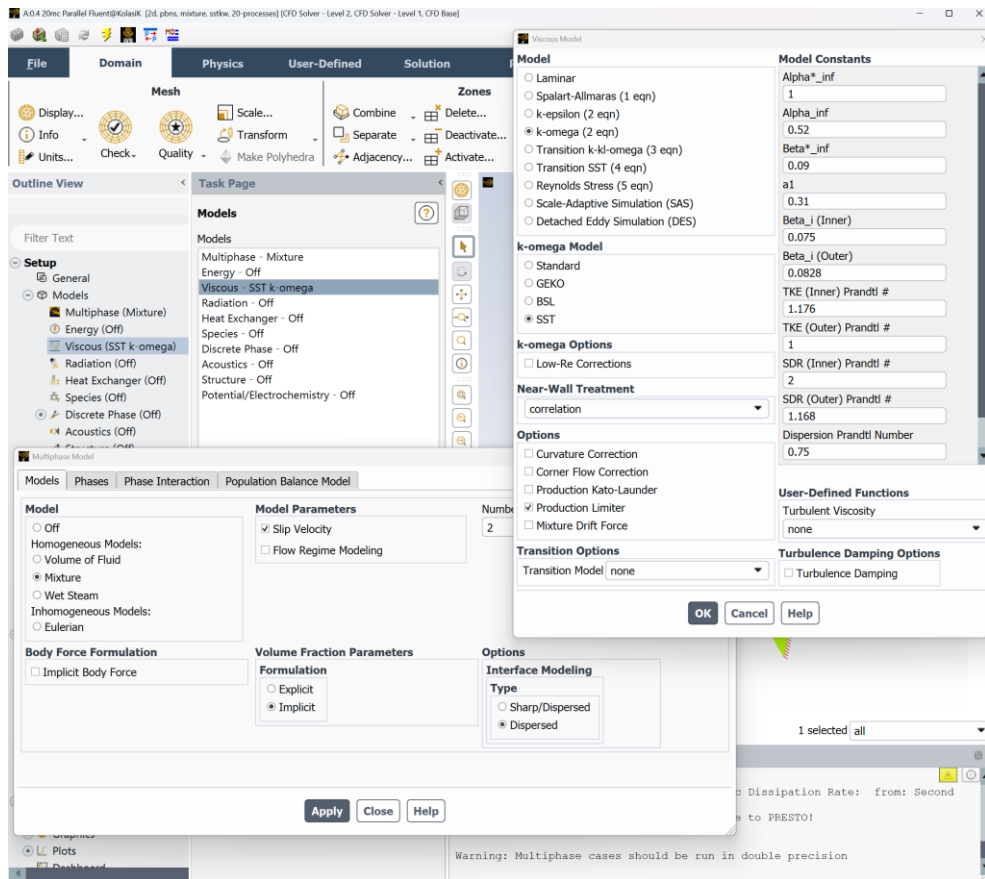 A:0.4 20mc Parallel Fluent@KolasiK [2d, pbns, mixture, sstkw, 20-processes] [CFD Solver - Level 2, CFD Solver - Level 1, CFD Base]
File Domain Physics User-Defined Solution
Mesh
Zones
Display...
Info
Units...
Check
Quality
Scale...
Transform
Make Polyhedra
Combine
Separate
Adjacency...
Delete...
Deactivate...
Activate...
Outline View
Filter Text
Setup
General
Models
Multiphase (Mixture)
Energy (Off)
Viscous (SST k-omega)
Radiation (Off)
Heat Exchanger (Off)
Species (Off)
Discrete Phase (Off)
Acoustics (Off)
Structure (Off)
Task Page
Models
Models
Multiphase - Mixture
Energy - Off
Viscous - SST k-omega
Radiation - Off
Heat Exchanger - Off
Species - Off
Discrete Phase - Off
Acoustics - Off
Structure - Off
Potential/Electrochemistry - Off
Viscous Model
Model
Laminar
Spalart-Allmaras (1 eqn)
k-epsilon (2 eqn)
k-omega (2 eqn)
Transition k-kl-omega (3 eqn)
Transition SST (4 eqn)
Reynolds Stress (5 eqn)
Scale-Adaptive Simulation (SAS)
Detached Eddy Simulation (DES)
k-omega Model
Standard
GEKO
BSL
SST
k-omega Options
Low-Re Corrections
Near-Wall Treatment
correlation
Options
Curvature Correction
Corner Flow Correction
Production Kato-Launder
Production Limiter
Mixture Drift Force
Transition Options
Transition Model none
Model Constants
Alpha*_inf
1
Alpha_inf
0.52
Beta*_inf
0.09
a1
0.31
Beta_i (Inner)
0.075
Beta_i (Outer)
0.0828
TKE (Inner) Prandtl #
1.176
TKE (Outer) Prandtl #
1
SDR (Inner) Prandtl #
2
SDR (Outer) Prandtl #
1.168
Dispersion Prandtl Number
0.75
User-Defined Functions
Turbulent Viscosity
none
Turbulence Damping Options
Turbulence Damping
OK Cancel Help
Multiphase Model
Models Phases Phase Interaction Population Balance Model
Model
Off
Homogeneous Models:
Volume of Fluid
Mixture
Wet Steam
Inhomogeneous Models:
Eulerian
Model Parameters
Slip Velocity
Flow Regime Modeling
Numbe
2
Body Force Formulation
Implicit Body Force
Volume Fraction Parameters
Formulation
Explicit
Implicit
Options
Interface Modeling
Type
Sharp/Dispersed
Dispersed
Apply Close Help
1 selected all
c Dissipation Rate: from: Second
e to PRESTO!
Warning: Multiphase cases should be run in double precision
Graphics
Plots
Dashboard